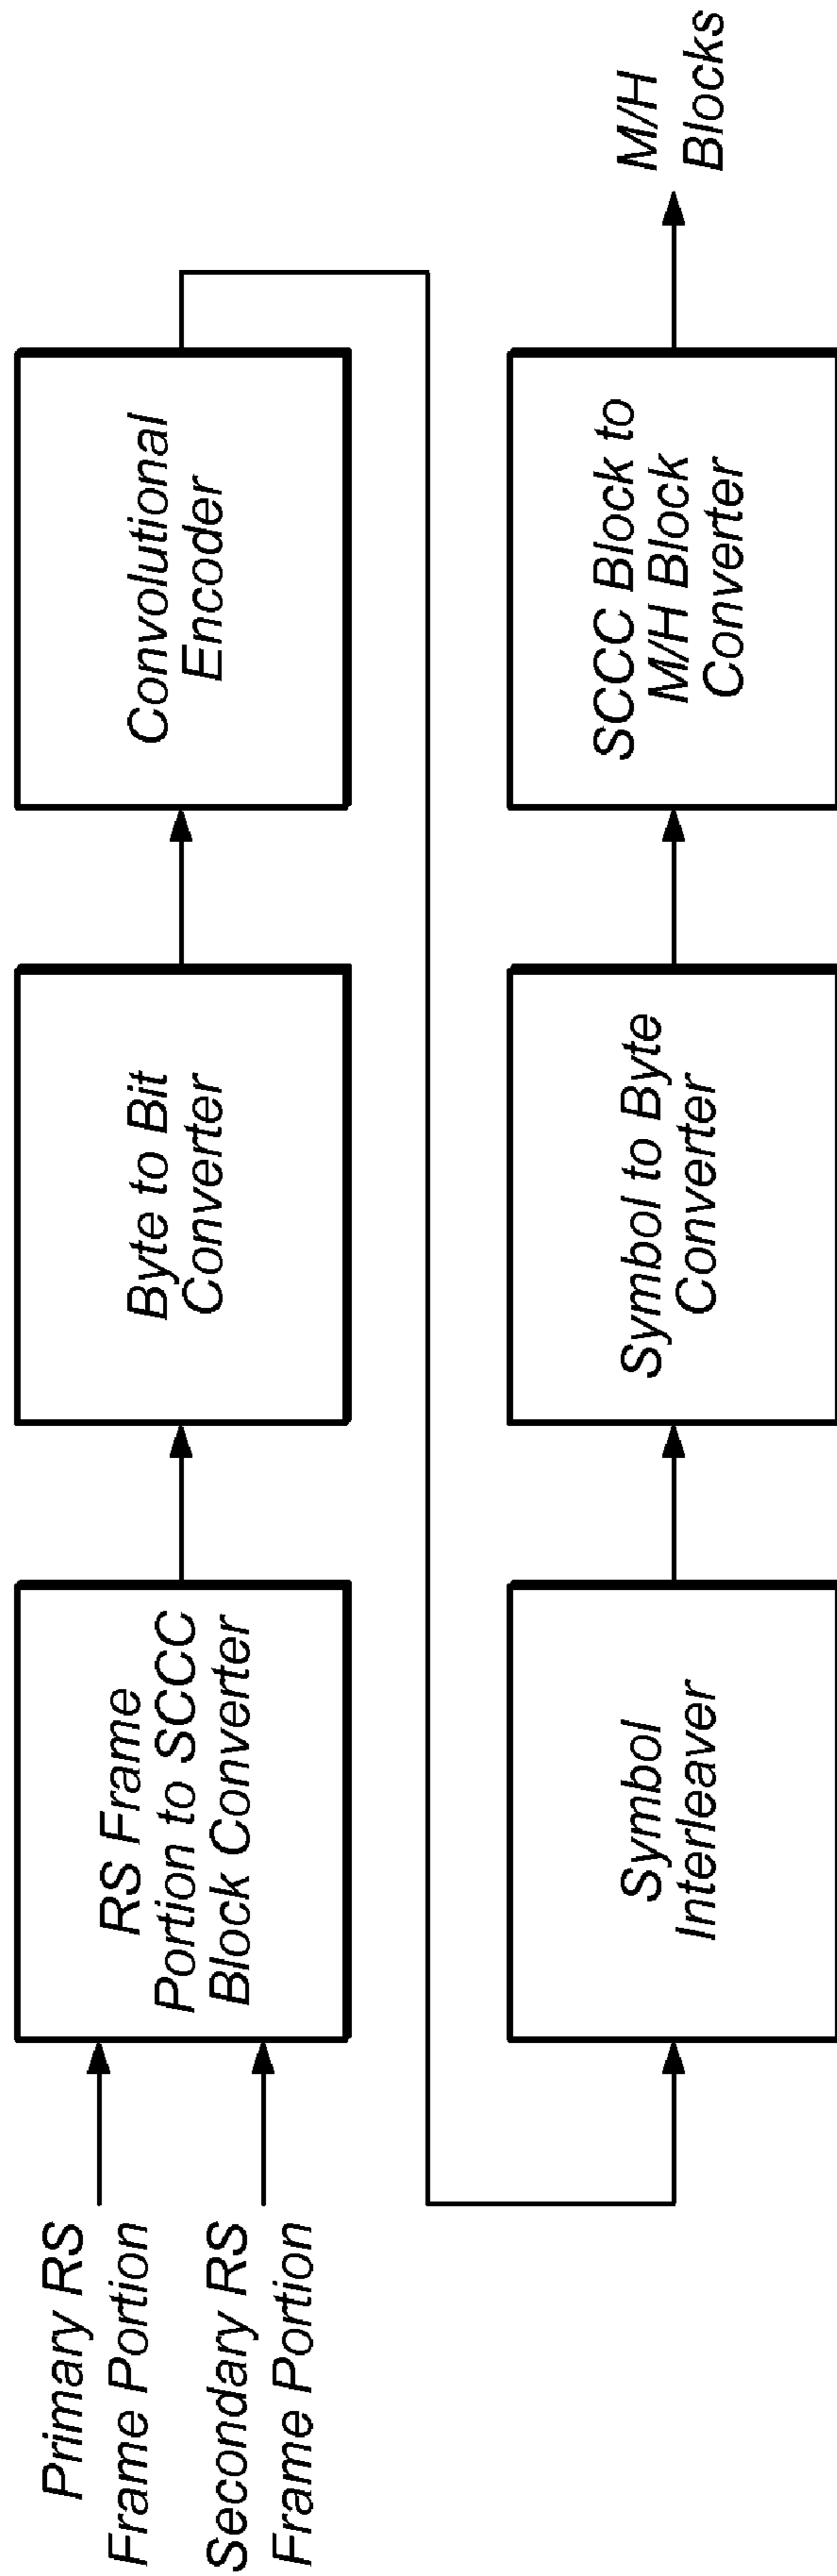 Primary RS
Frame Portion
Secondary RS
Frame Portion
RS Frame
Portion to SCCC
Block Converter
Byte to Bit
Converter
Convolutional
Encoder
Symbol
Interleaver
Symbol to Byte
Converter
SCCC Block to
M/H Block
Converter
M/H
Blocks